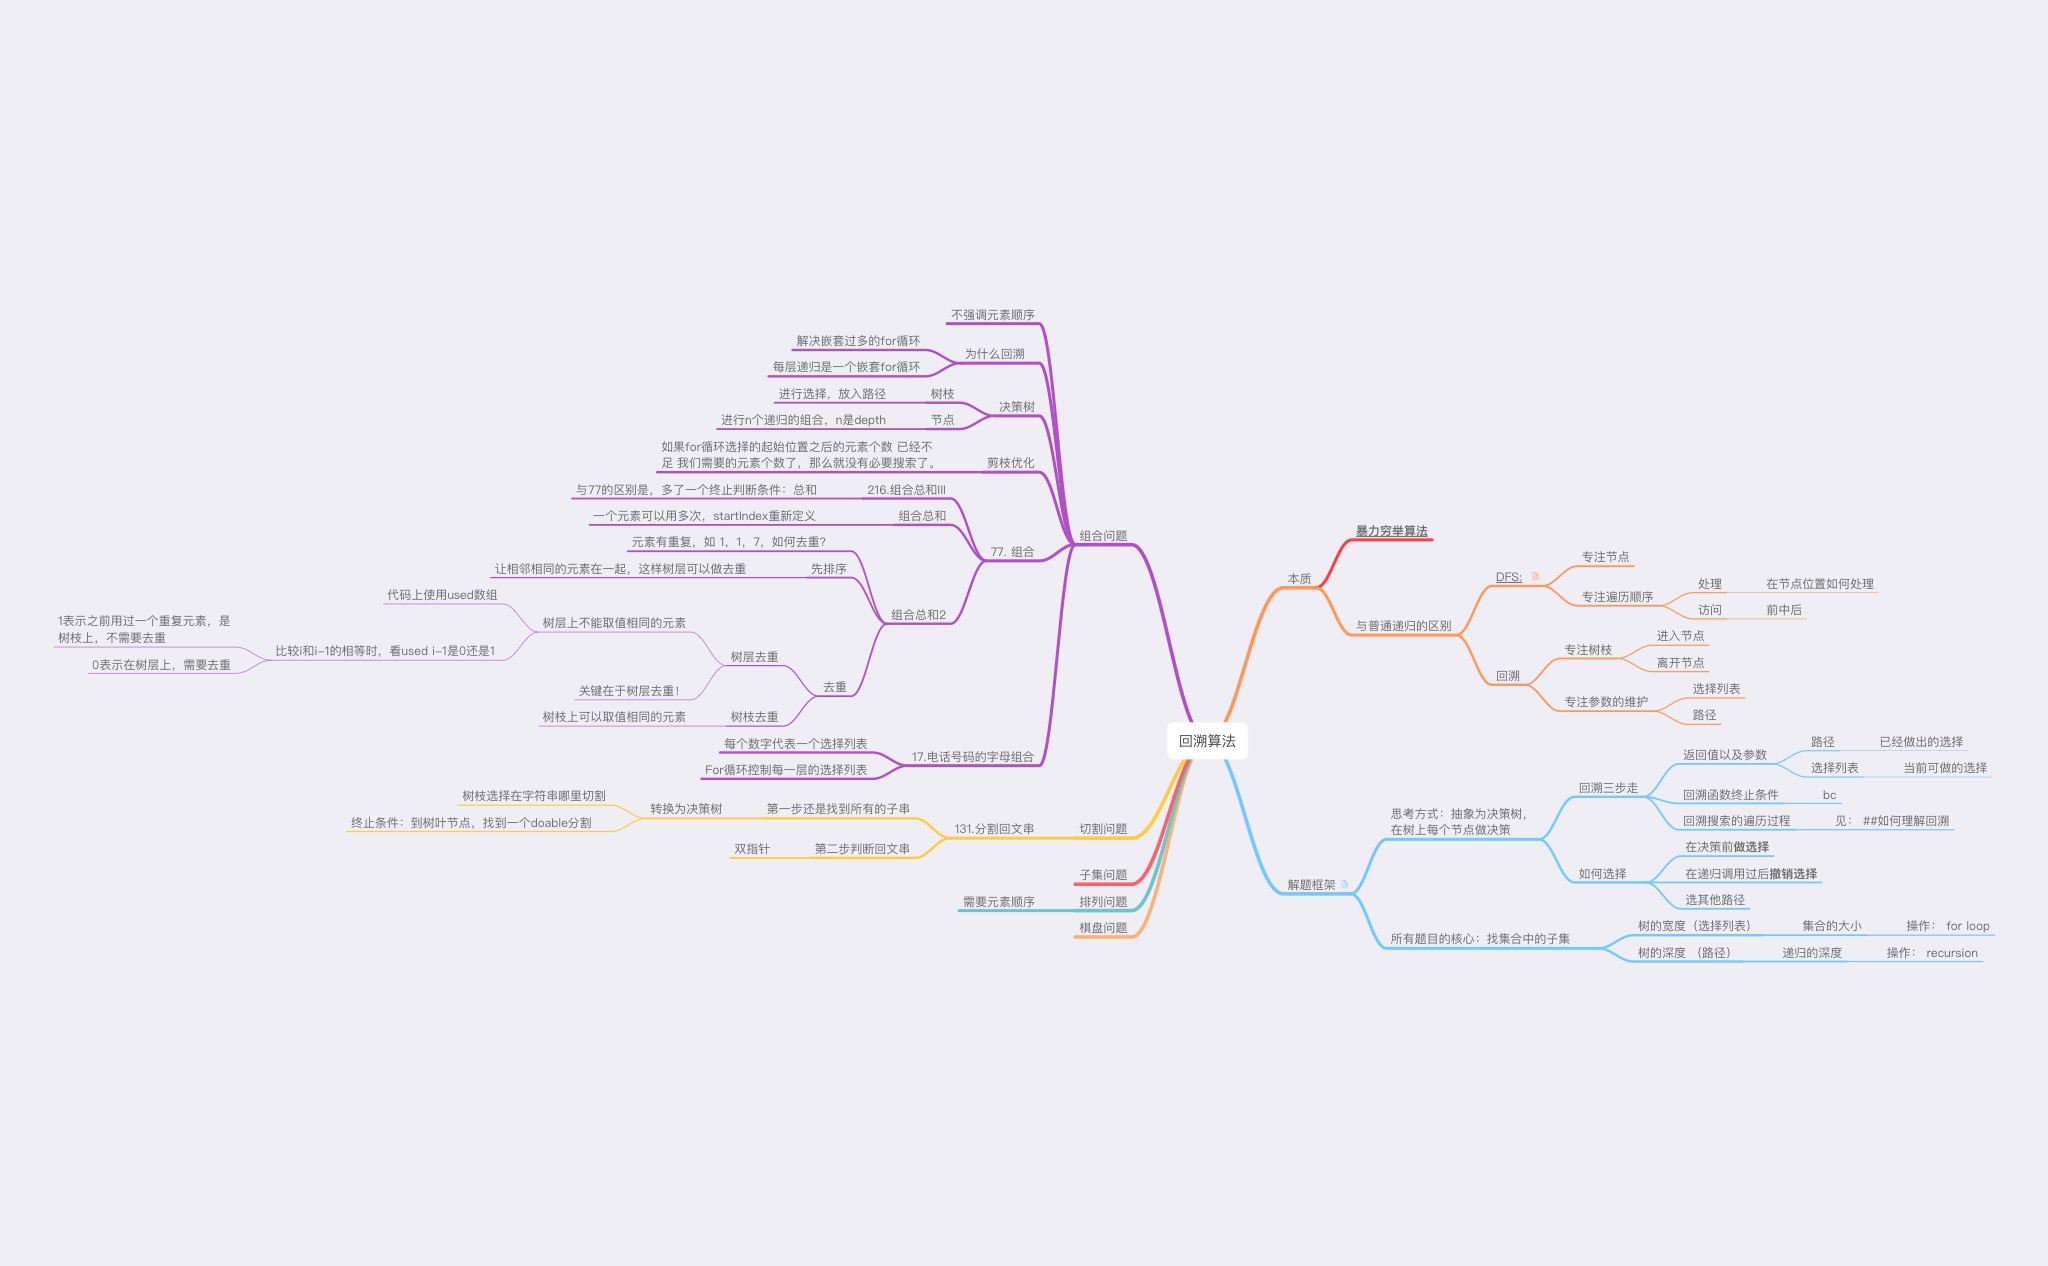 回溯算法
本质
暴力穷举算法
与普通递归的区别
DFS:
专注节点
专注遍历顺序
处理
在节点位置如何处理
访问
前中后
回溯
专注树枝
进入节点
离开节点
专注参数的维护
选择列表
路径
解题框架
思考方式：抽象为决策树，
在树上每个节点做决策
回溯三步走
返回值以及参数
路径
已经做出的选择
选择列表
当前可做的选择
回溯函数终止条件
bc
回溯搜索的遍历过程
见： ##如何理解回溯
如何选择
在决策前做选择
在递归调用过后撤销选择
选其他路径
所有题目的核心：找集合中的子集
树的宽度（选择列表）
集合的大小
操作： for loop
树的深度 （路径）
递归的深度
操作： recursion
组合问题
不强调元素顺序
为什么回溯
解决嵌套过多的for循环
每层递归是一个嵌套for循环
决策树
树枝
进行选择，放入路径
节点
进行n个递归的组合，n是depth
剪枝优化
如果for循环选择的起始位置之后的元素个数 已经不
足 我们需要的元素个数了，那么就没有必要搜索了。
77. 组合
216.组合总和III
与77的区别是，多了一个终止判断条件：总和
组合总和
一个元素可以用多次，startIndex重新定义
组合总和2
元素有重复，如 1，1，7，如何去重?
先排序
让相邻相同的元素在一起，这样树层可以做去重
去重
树层去重
树层上不能取值相同的元素
代码上使用used数组
比较i和i-1的相等时，看used i-1是0还是1
1表示之前用过一个重复元素，是
树枝上，不需要去重
0表示在树层上，需要去重
关键在于树层去重！
树枝去重
树枝上可以取值相同的元素
17.电话号码的字母组合
每个数字代表一个选择列表
For循环控制每一层的选择列表
切割问题
131.分割回文串
第一步还是找到所有的子串
转换为决策树
树枝选择在字符串哪里切割
终止条件：到树叶节点，找到一个doable分割
第二步判断回文串
双指针
子集问题
排列问题
需要元素顺序
棋盘问题